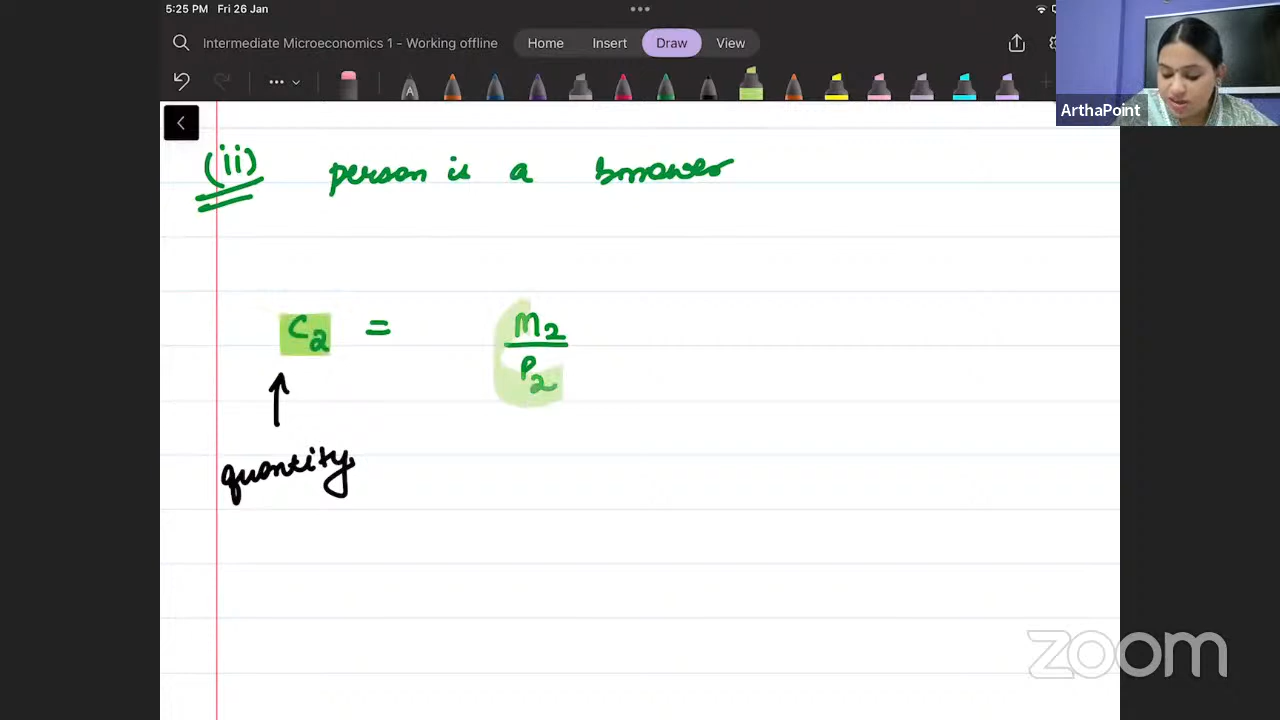 5:25 PM Fri 26 Jan
Intermediate Microeconomics 1 - Working offline
Home Insert Draw View
A
ArthaPoint
(ii) person is a borrower
C2 = M2
P2
quantity
zoom